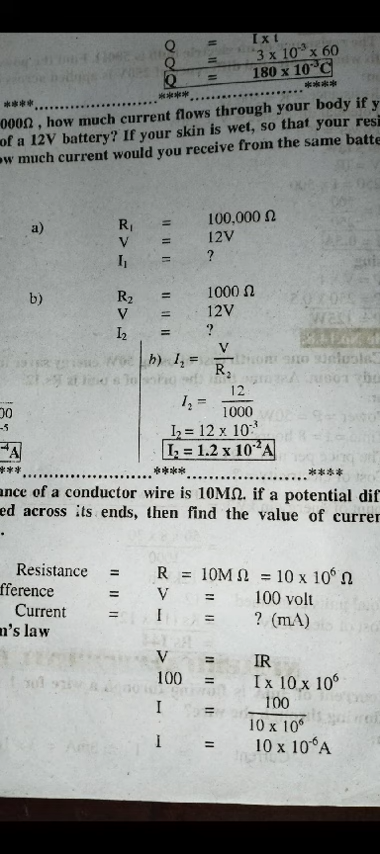 Q = I x t
Q = 3 x 10⁻³ x 60
Q = 180 x 10⁻³C
****.............................****.............................****
000Ω , how much current flows through your body if y
of a 12V battery? If your skin is wet, so that your resi
ow much current would you receive from the same batte
a) R₁ = 100,000 Ω
V = 12V
I₁ = ?
b) R₂ = 1000 Ω
V = 12V
I₂ = ?
b) I₂ = V / R₂
I₂ = 12 / 1000
00
-5
I₂ = 12 x 10⁻³
⁻⁴A
I₂ = 1.2 x 10⁻²A
***.............................****.............................****
ance of a conductor wire is 10MΩ. if a potential dif
ed across its ends, then find the value of curren
.
Resistance = R = 10M Ω = 10 x 10⁶ Ω
fference = V = 100 volt
Current = I = ? (mA)
n's law
V = IR
100 = I x 10 x 10⁶
I = 100 / 10 x 10⁶
I = 10 x 10⁻⁶A